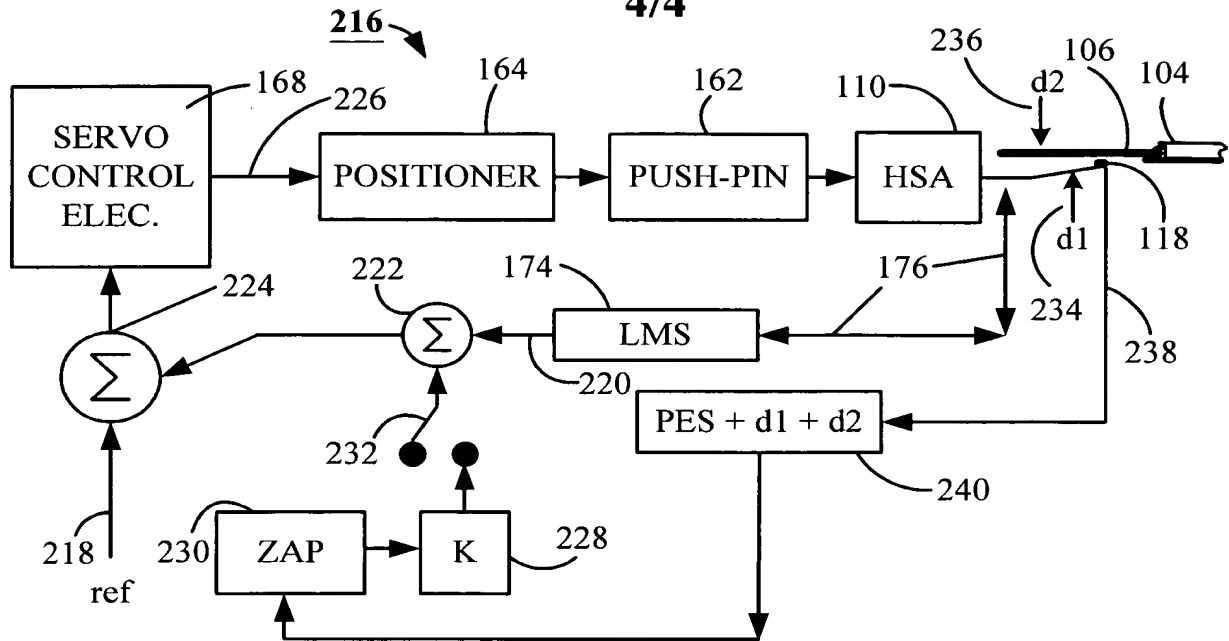 4/4
216
168
226
164
162
110
236
d2
106
104
SERVO
CONTROL
ELEC.
POSITIONER
PUSH-PIN
HSA
d1
118
234
176
238
224
222
174
Σ
Σ
LMS
220
232
PES + d1 + d2
240
218
ref
230
ZAP
K
228